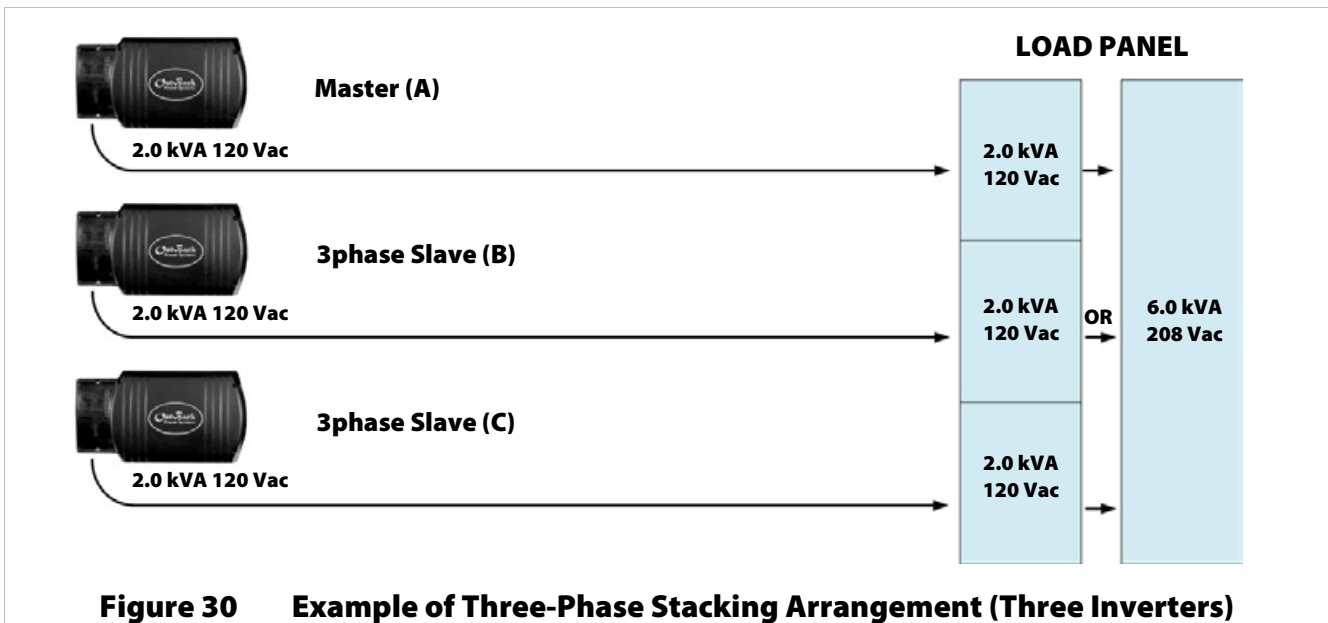 LOAD PANEL
Master (A)
2.0 kVA 120 Vac
2.0 kVA
120 Vac
3phase Slave (B)
2.0 kVA 120 Vac
2.0 kVA
120 Vac
OR
6.0 kVA
208 Vac
3phase Slave (C)
2.0 kVA 120 Vac
2.0 kVA
120 Vac
Figure 30 Example of Three-Phase Stacking Arrangement (Three Inverters)